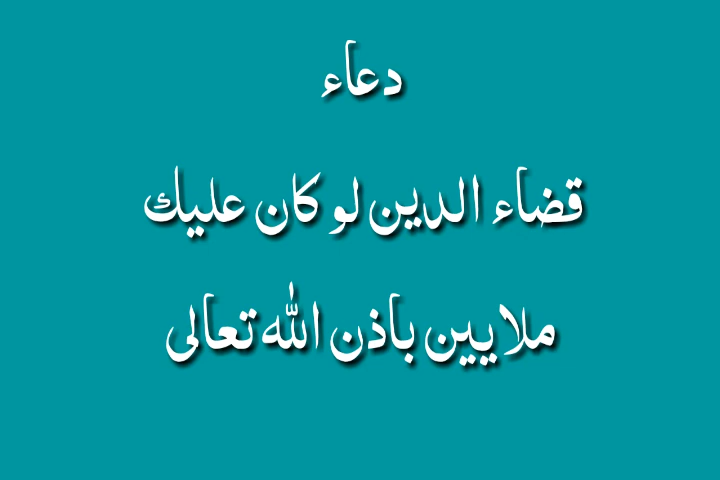 دعاء
قضاء الدين لو كان عليك
ملايين باذن الله تعالى